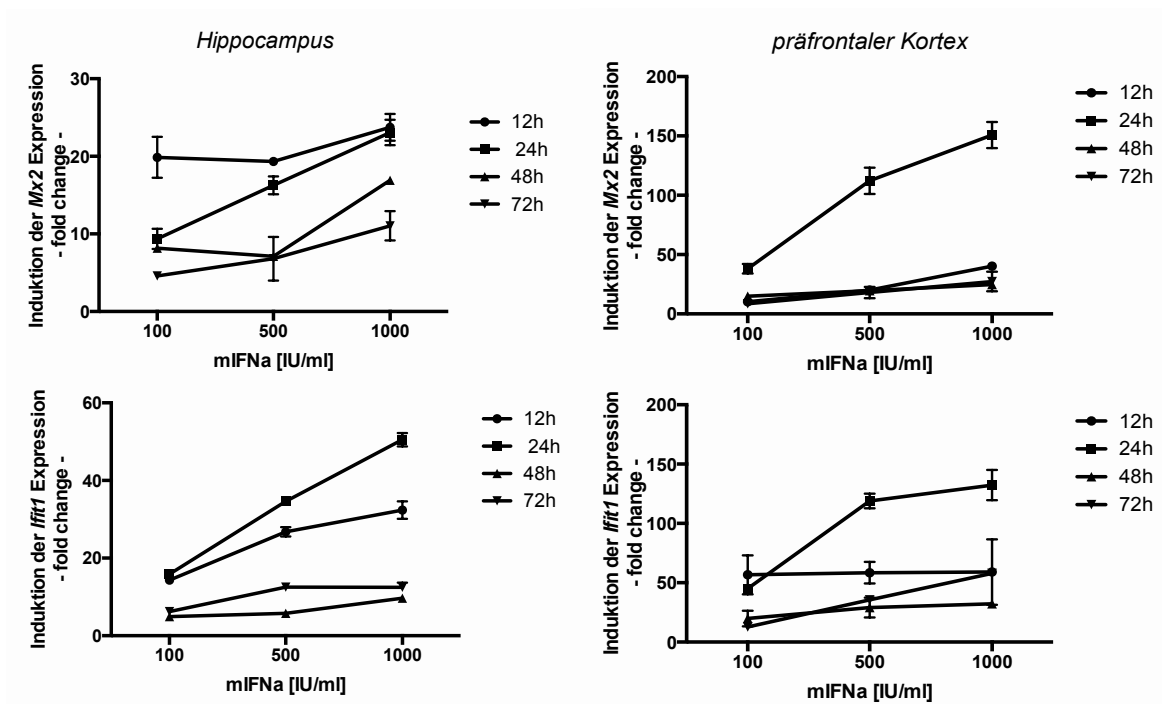 Hippocampus
Induktion der Mx2 Expression
- fold change -
30
20
10
0
100 500 1000
mIFNa [IU/ml]
12h
24h
48h
72h
präfrontaler Kortex
Induktion der Mx2 Expression
- fold change -
200
150
100
50
0
100 500 1000
mIFNa [IU/ml]
12h
24h
48h
72h
Induktion der Ifit1 Expression
- fold change -
60
40
20
0
100 500 1000
mIFNa [IU/ml]
12h
24h
48h
72h
Induktion der Ifit1 Expression
- fold change -
200
150
100
50
0
100 500 1000
mIFNa [IU/ml]
12h
24h
48h
72h